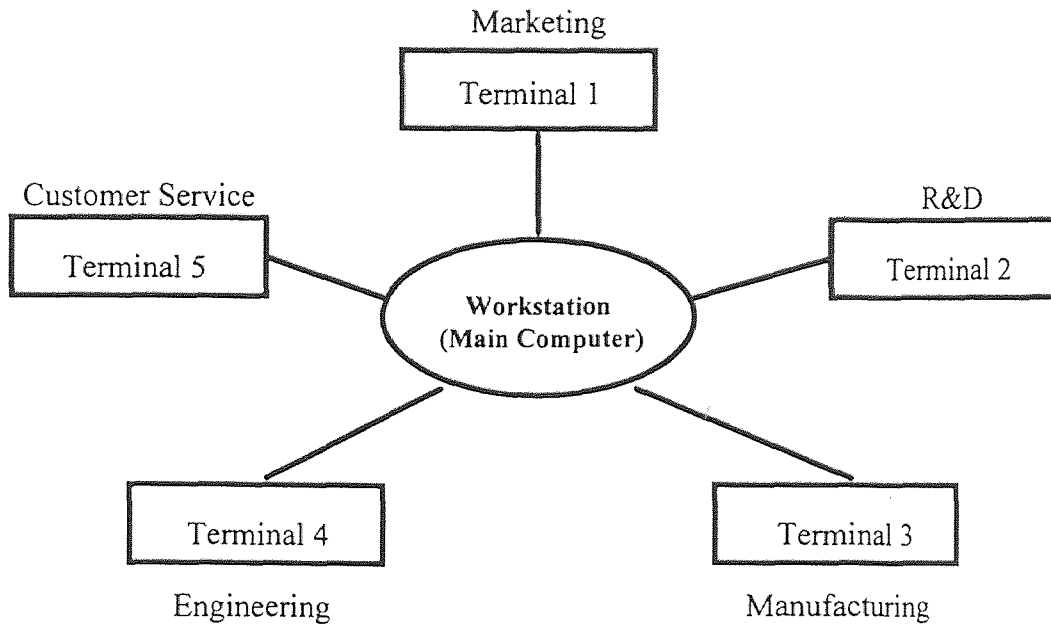 Marketing
Terminal 1
Customer Service
R&D
Terminal 5
Terminal 2
Workstation
(Main Computer)
Terminal 4
Terminal 3
Engineering
Manufacturing